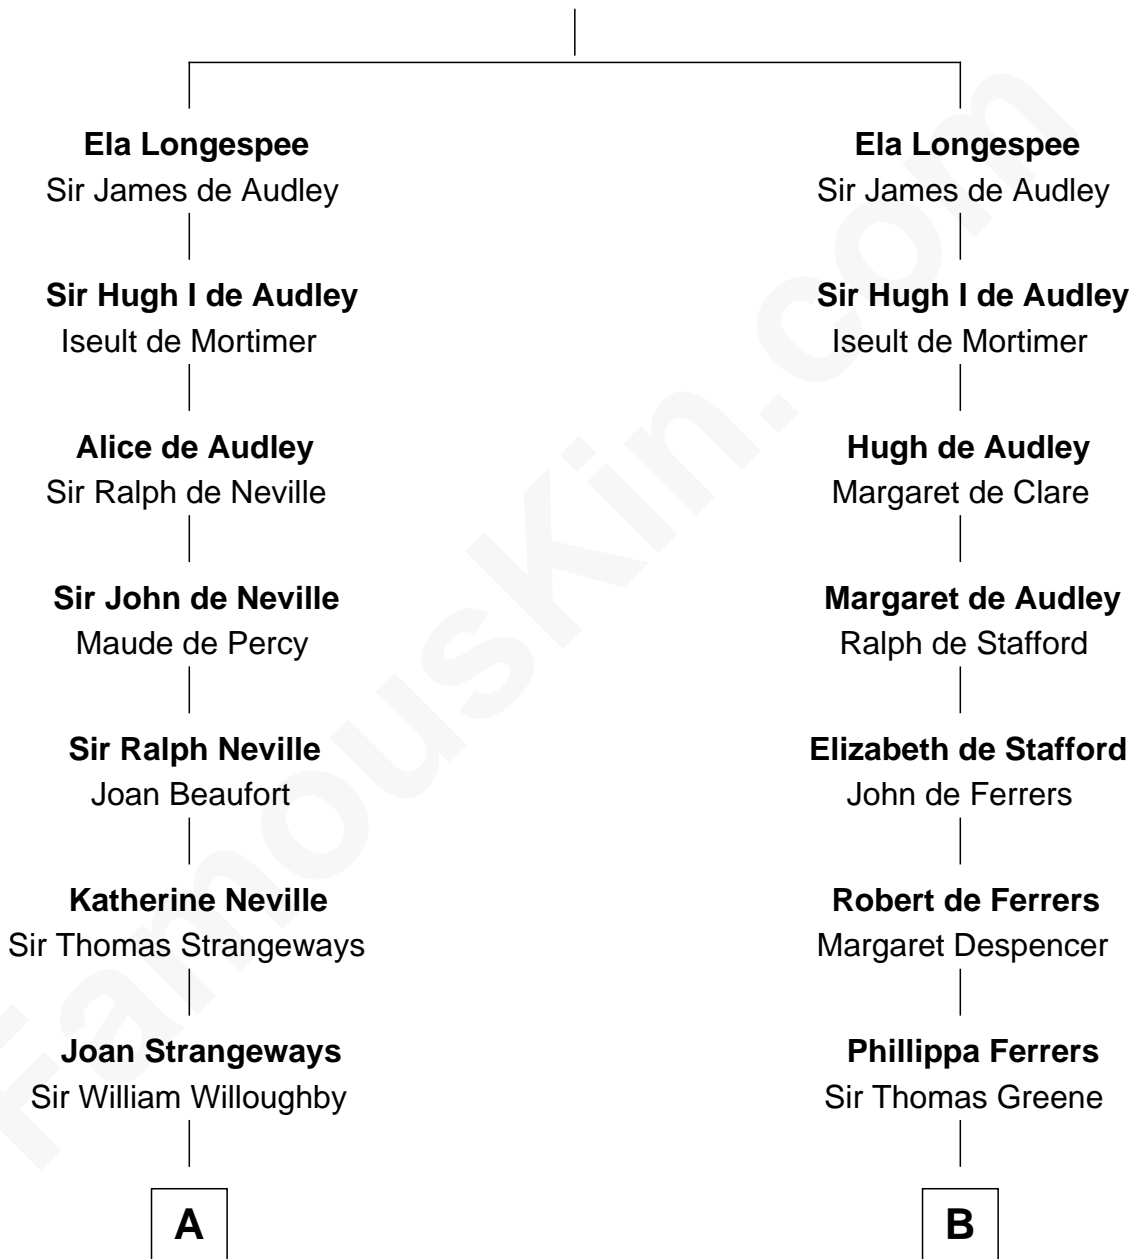 Ela Longespee
Sir James de Audley
Sir Hugh I de Audley
Iseult de Mortimer
Alice de Audley
Sir Ralph de Neville
Sir John de Neville
Maude de Percy
Sir Ralph Neville
Joan Beaufort
Katherine Neville
Sir Thomas Strangeways
Joan Strangeways
Sir William Willoughby
A
Ela Longespee
Sir James de Audley
Sir Hugh I de Audley
Iseult de Mortimer
Hugh de Audley
Margaret de Clare
Margaret de Audley
Ralph de Stafford
Elizabeth de Stafford
John de Ferrers
Robert de Ferrers
Margaret Despencer
Phillippa Ferrers
Sir Thomas Greene
B
FamousKin.com